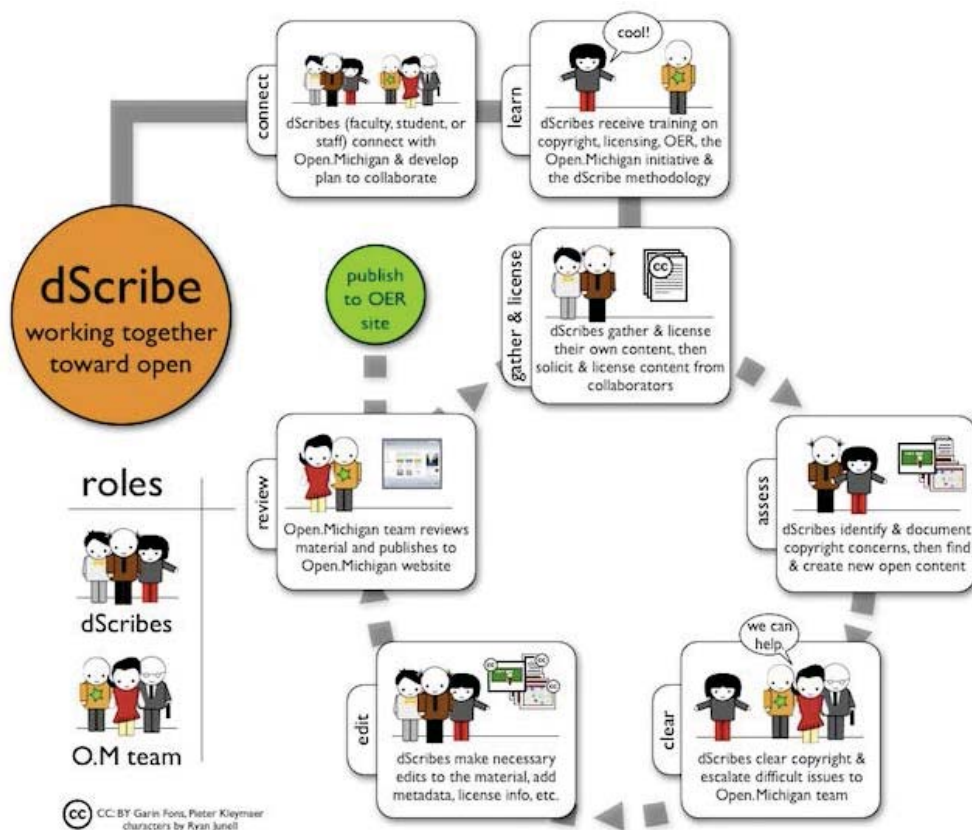 dScribe
working together
toward open
connect
dScribes (faculty, student, or
staff) connect with
Open.Michigan & develop
plan to collaborate
learn
cool!
dScribes receive training on
copyright, licensing, OER, the
Open.Michigan initiative &
the dScribe methodology
gather & license
cc
dScribes gather & license
their own content, then
solicit & license content from
collaborators
assess
dScribes identify & document
copyright concerns, then find
& create new open content
clear
we can
help.
dScribes clear copyright &
escalate difficult issues to
Open.Michigan team
edit
cc
cc
cc
dScribes make necessary
edits to the material, add
metadata, license info, etc.
review
Open.Michigan team reviews
material and publishes to
Open.Michigan website
publish
to OER
site
roles
dScribes
O.M team
cc CC: BY Garin Fons, Pieter Kleymeer
characters by Ryan Junell